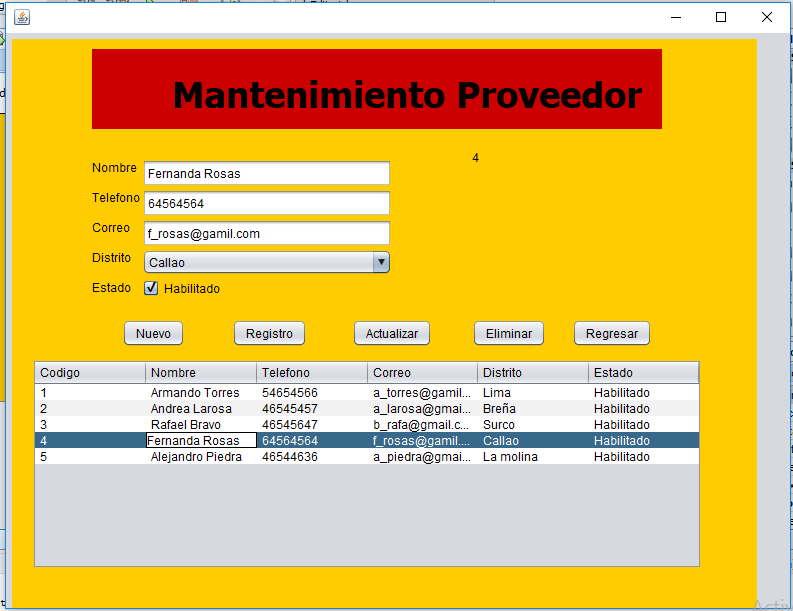 Mantenimiento Proveedor
4
Nombre Fernanda Rosas
Telefono 64564564
Correo f_rosas@gamil.com
Distrito Callao
Estado Habilitado
Nuevo Registro Actualizar Eliminar Regresar
Codigo Nombre Telefono Correo Distrito Estado
1 Armando Torres 54654566 a_torres@gamil... Lima Habilitado
2 Andrea Larosa 46545457 a_larosa@gmai... Breña Habilitado
3 Rafael Bravo 46545647 b_rafa@gmail.c... Surco Habilitado
4 Fernanda Rosas 64564564 f_rosas@gamil.... Callao Habilitado
5 Alejandro Piedra 46544636 a_piedra@gmai... La molina Habilitado